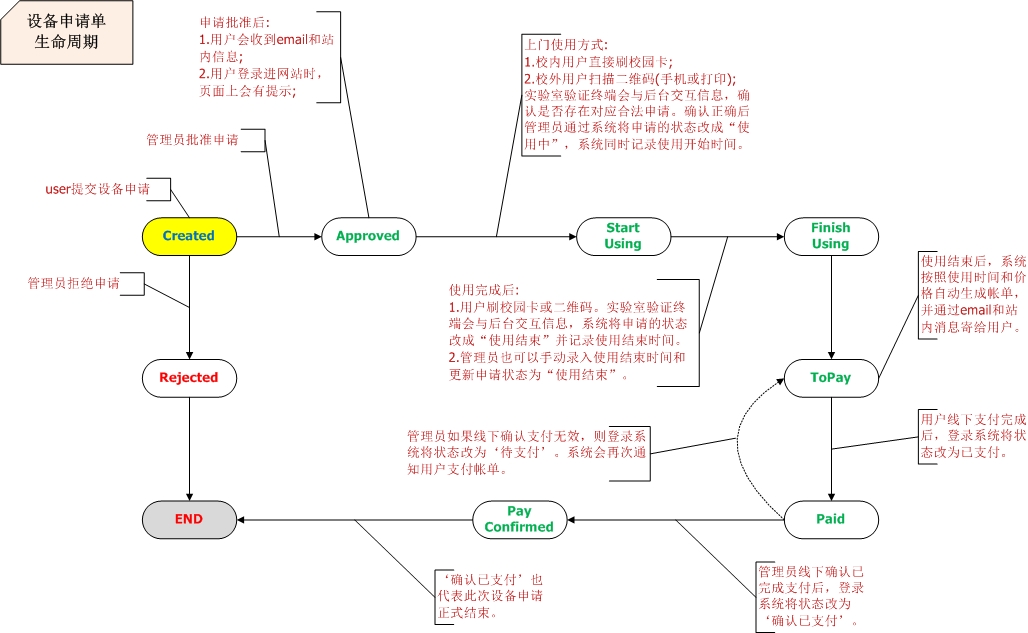 设备申请单
生命周期
申请批准后:
1.用户会收到email和站
内信息;
2.用户登录进网站时,
页面上会有提示;
上门使用方式:
1.校内用户直接刷校园卡;
2.校外用户扫描二维码(手机或打印);
实验室验证终端会与后台交互信息，确
认是否存在对应合法申请。确认正确后
管理员通过系统将申请的状态改成“使
用中”，系统同时记录使用开始时间。
管理员批准申请
user提交设备申请
Created
Approved
Start
Using
Finish
Using
管理员拒绝申请
使用完成后:
1.用户刷校园卡或二维码。实验室验证终
端会与后台交互信息，系统将申请的状态
改成“使用结束”并记录使用结束时间。
2.管理员也可以手动录入使用结束时间和
更新申请状态为“使用结束”。
使用结束后，系统
按照使用时间和价
格自动生成帐单，
并通过email和站
内消息寄给用户。
Rejected
ToPay
管理员如果线下确认支付无效，则登录系
统将状态改为‘待支付’。系统会再次通
知用户支付帐单。
用户线下支付完成
后，登录系统将状
态改为已支付。
END
Pay
Confirmed
Paid
‘确认已支付’也
代表此次设备申请
正式结束。
管理员线下确认已
完成支付后，登录
系统将状态改为
‘确认已支付’。